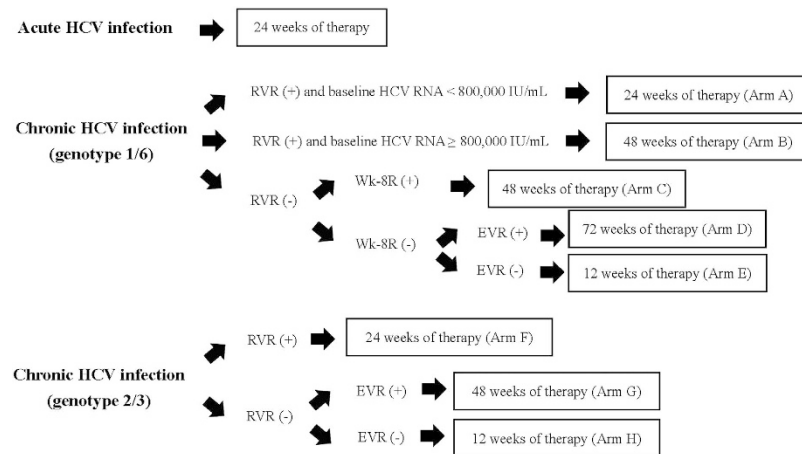 Acute HCV infection
24 weeks of therapy
RVR (+) and baseline HCV RNA < 800,000 IU/mL
24 weeks of therapy (Arm A)
Chronic HCV infection
(genotype 1/6)
RVR (+) and baseline HCV RNA ≥ 800,000 IU/mL
48 weeks of therapy (Arm B)
RVR (-)
Wk-8R (+)
48 weeks of therapy (Arm C)
Wk-8R (-)
EVR (+)
72 weeks of therapy (Arm D)
EVR (-)
12 weeks of therapy (Arm E)
Chronic HCV infection
(genotype 2/3)
RVR (+)
24 weeks of therapy (Arm F)
RVR (-)
EVR (+)
48 weeks of therapy (Arm G)
EVR (-)
12 weeks of therapy (Arm H)